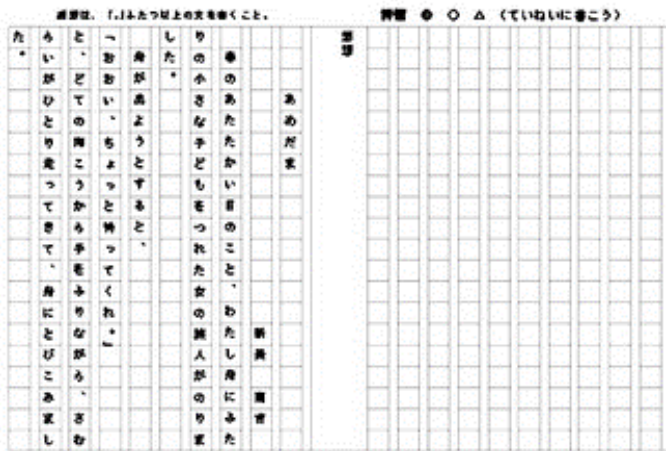 評価 ◎ ○ △ (ていねいに書こう)
感想は、「。」ふたつ以上の文を書くこと。
感想
あめだま
新美 南吉
春のあたたかい日のこと、わたし舟にふた
りの小さな子どもをつれた女の旅人がのりま
した。
舟が出ようとすると、
「おおい、ちょっと待ってくれ。」
と、どての向こうから手をふりながら、さむ
らいがひとり走ってきて、舟にとびこみまし
た。